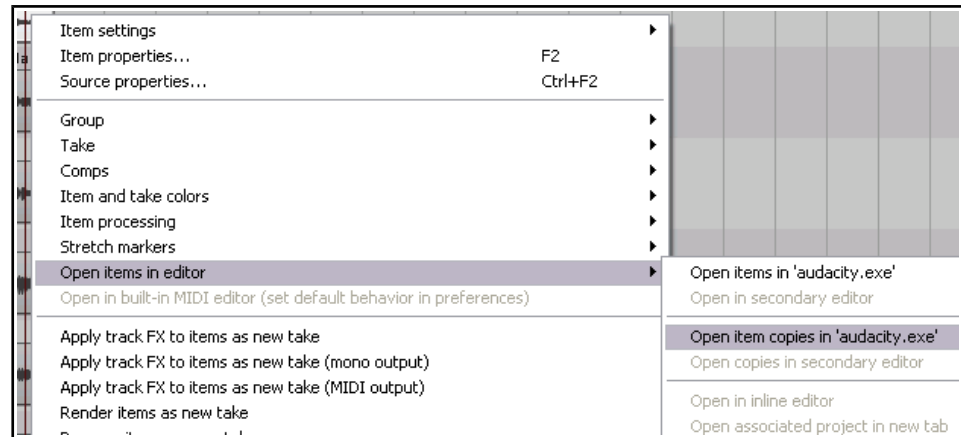 Item settings
Item properties... F2
Source properties... Ctrl+F2
Group
Take
Comps
Item and take colors
Item processing
Stretch markers
Open items in editor
Open in built-in MIDI editor (set default behavior in preferences)
Apply track FX to items as new take
Apply track FX to items as new take (mono output)
Apply track FX to items as new take (MIDI output)
Render items as new take
Open items in 'audacity.exe'
Open in secondary editor
Open item copies in 'audacity.exe'
Open copies in secondary editor
Open in inline editor
Open associated project in new tab